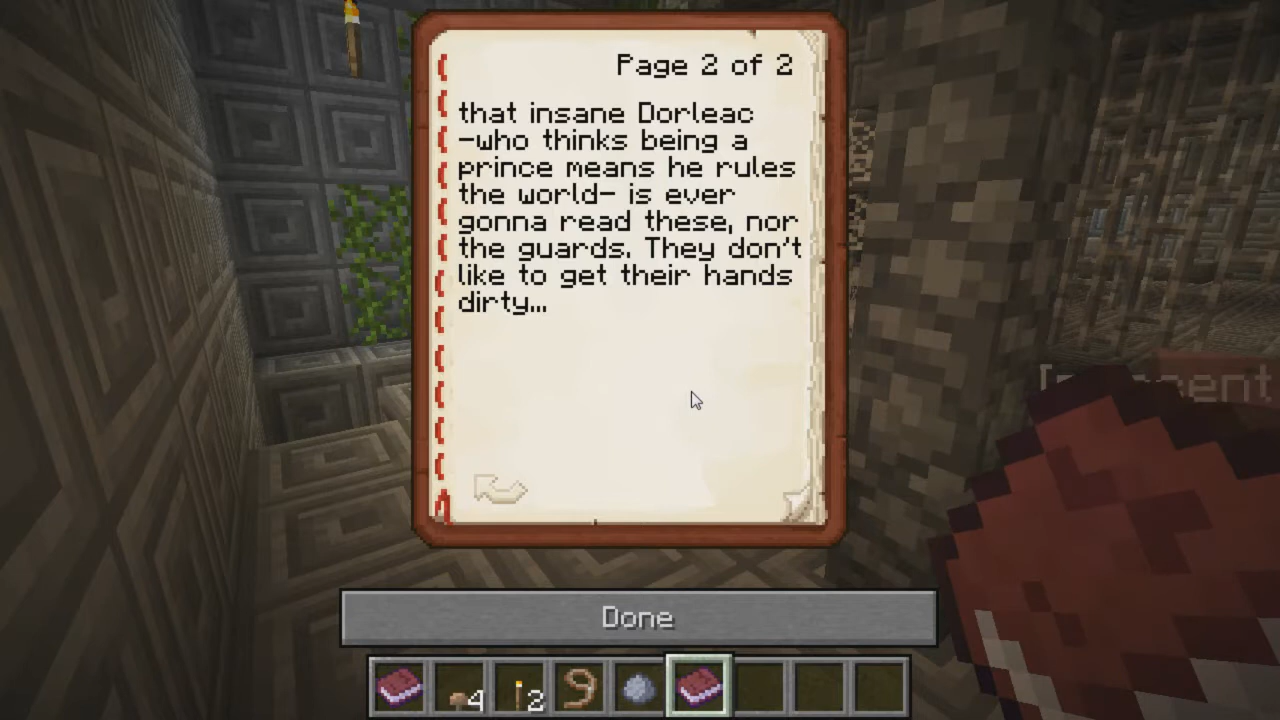 Page 2 of 2
that insane Dorleac
-who thinks being a
prince means he rules
the world- is ever
gonna read these, nor
the guards. They don't
like to get their hands
dirty...
Done
4
2